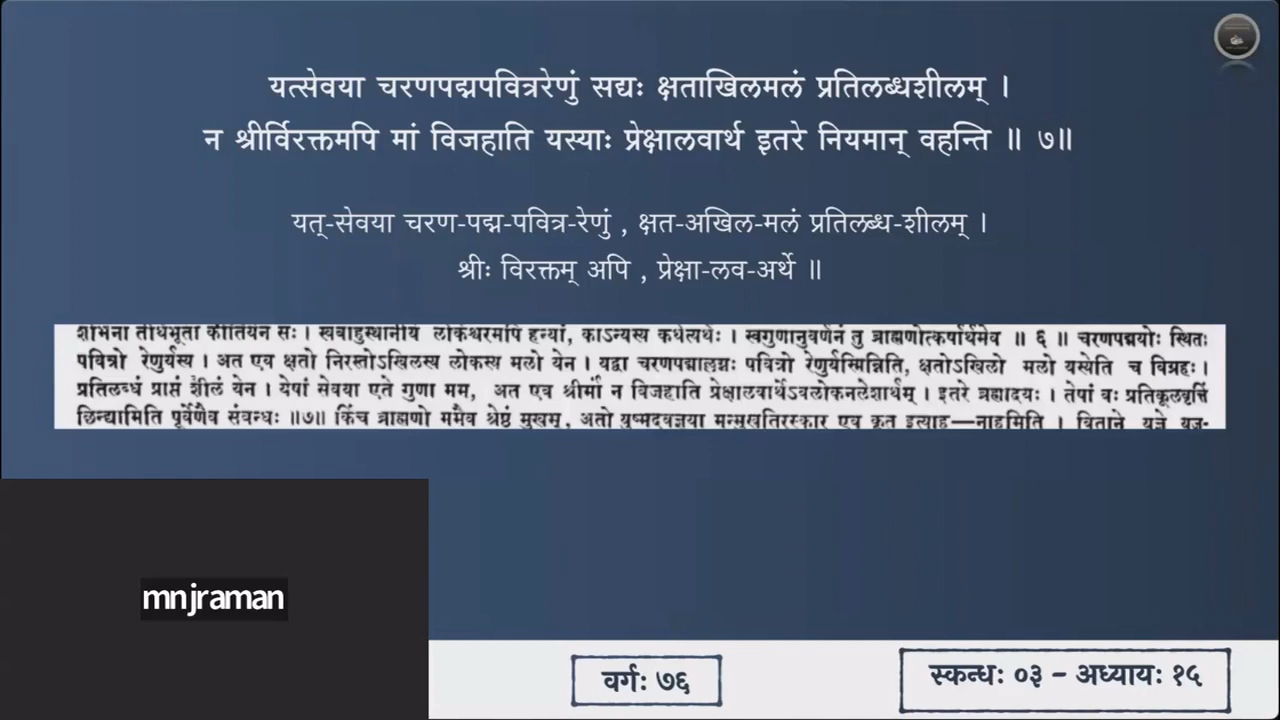 यत्सेवया चरणपद्मपवित्ररेणुं सद्यः क्षताखिलमलं प्रतिलब्धशीलम् ।
न श्रीर्विरक्तमपि मां विजहाति यस्याः प्रेक्षालवार्थ इतरे नियमान् वहन्ति ॥ ७॥
यत्-सेवया चरण-पद्म-पवित्र-रेणुं , क्षत-अखिल-मलं प्रतिलब्ध-शीलम् ।
श्रीः विरक्तम् अपि , प्रेक्षा-लव-अर्थे ॥
शोभना तीर्थभूता कीर्तिर्येन सः । स्वबाहुस्थानीयं लोकेश्वरमपि हन्यां, काऽन्यस्य कथेत्यर्थः । स्वगुणानुवर्णनं तु ब्राह्मणोत्कर्षार्थमेव ॥ ६ ॥ चरणपद्मयोः स्थितः
पवित्रो रेणुर्यस्य । अत एव क्षतो निरस्तोऽखिलस्य लोकस्य मलो येन । यद्वा चरणपद्माल्लग्नः पवित्रो रेणुर्यस्मिन्निति, क्षतोऽखिलो मलो यस्येति च विग्रहः ।
प्रतिलब्धं प्राप्तं शीलं येन । येषां सेवया एते गुणा मम, अत एव श्रीर्मां न विजहाति प्रेक्षालवार्थेऽवलोकनलेशार्थम् । इतरे ब्रह्मादयः । तेषां वः प्रतिकूलवृत्तिं
छिन्द्यामिति पूर्वेणैव संबन्धः ॥७॥ किंच ब्राह्मणो ममैव श्रेष्ठं मुखम्, अतो युष्मदवज्ञया मन्मुखतिरस्कार एव कृत इत्याह—नाहमिति । विताने यज्ञे यज-
mnjraman
वर्गः ७६
स्कन्धः ०३ - अध्यायः १५